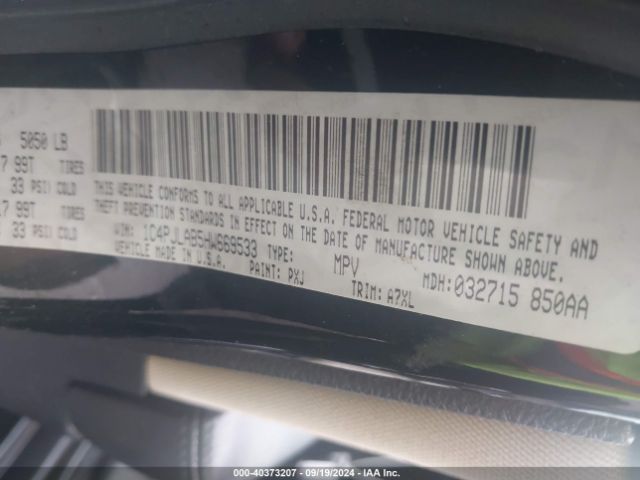 5050 LB
7 99T TIRES
33 PSI) COLD
7 99T TIRES
33 PSI) COLD
THIS VEHICLE CONFORMS TO ALL APPLICABLE U.S.A. FEDERAL MOTOR VEHICLE SAFETY AND
THEFT PREVENTION STANDARDS IN EFFECT ON THE DATE OF MANUFACTURE SHOWN ABOVE.
VIN: 1C4PJLAB5HW669533 TYPE: MPV MDH: 032715 850AA
VEHICLE MADE IN U.S.A. PAINT: PXJ TRIM: A7XL
000-40373207 - 09/19/2024 - IAA Inc.